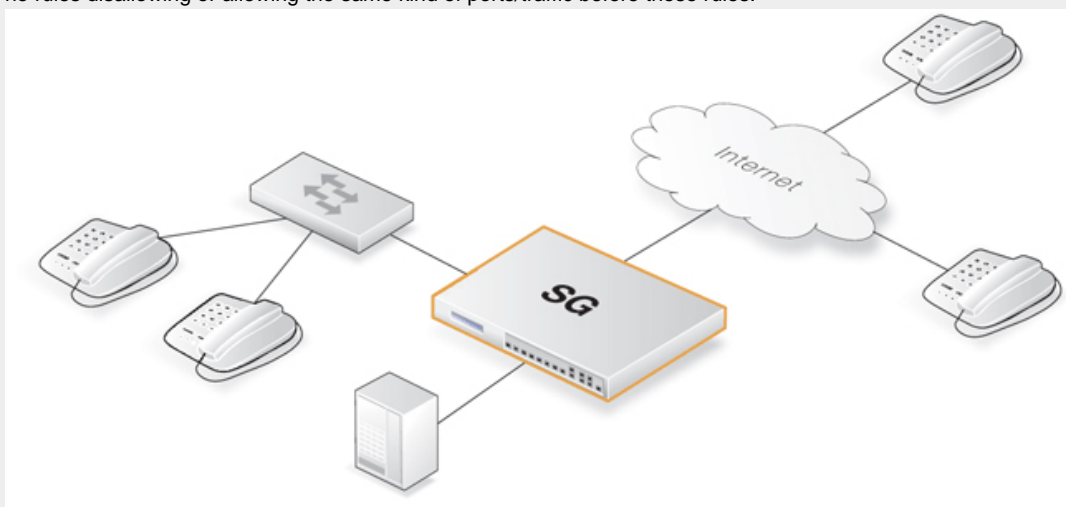 no rules disallowing or allowing the same kind of ports/traffic before these rules.
Internet
SG